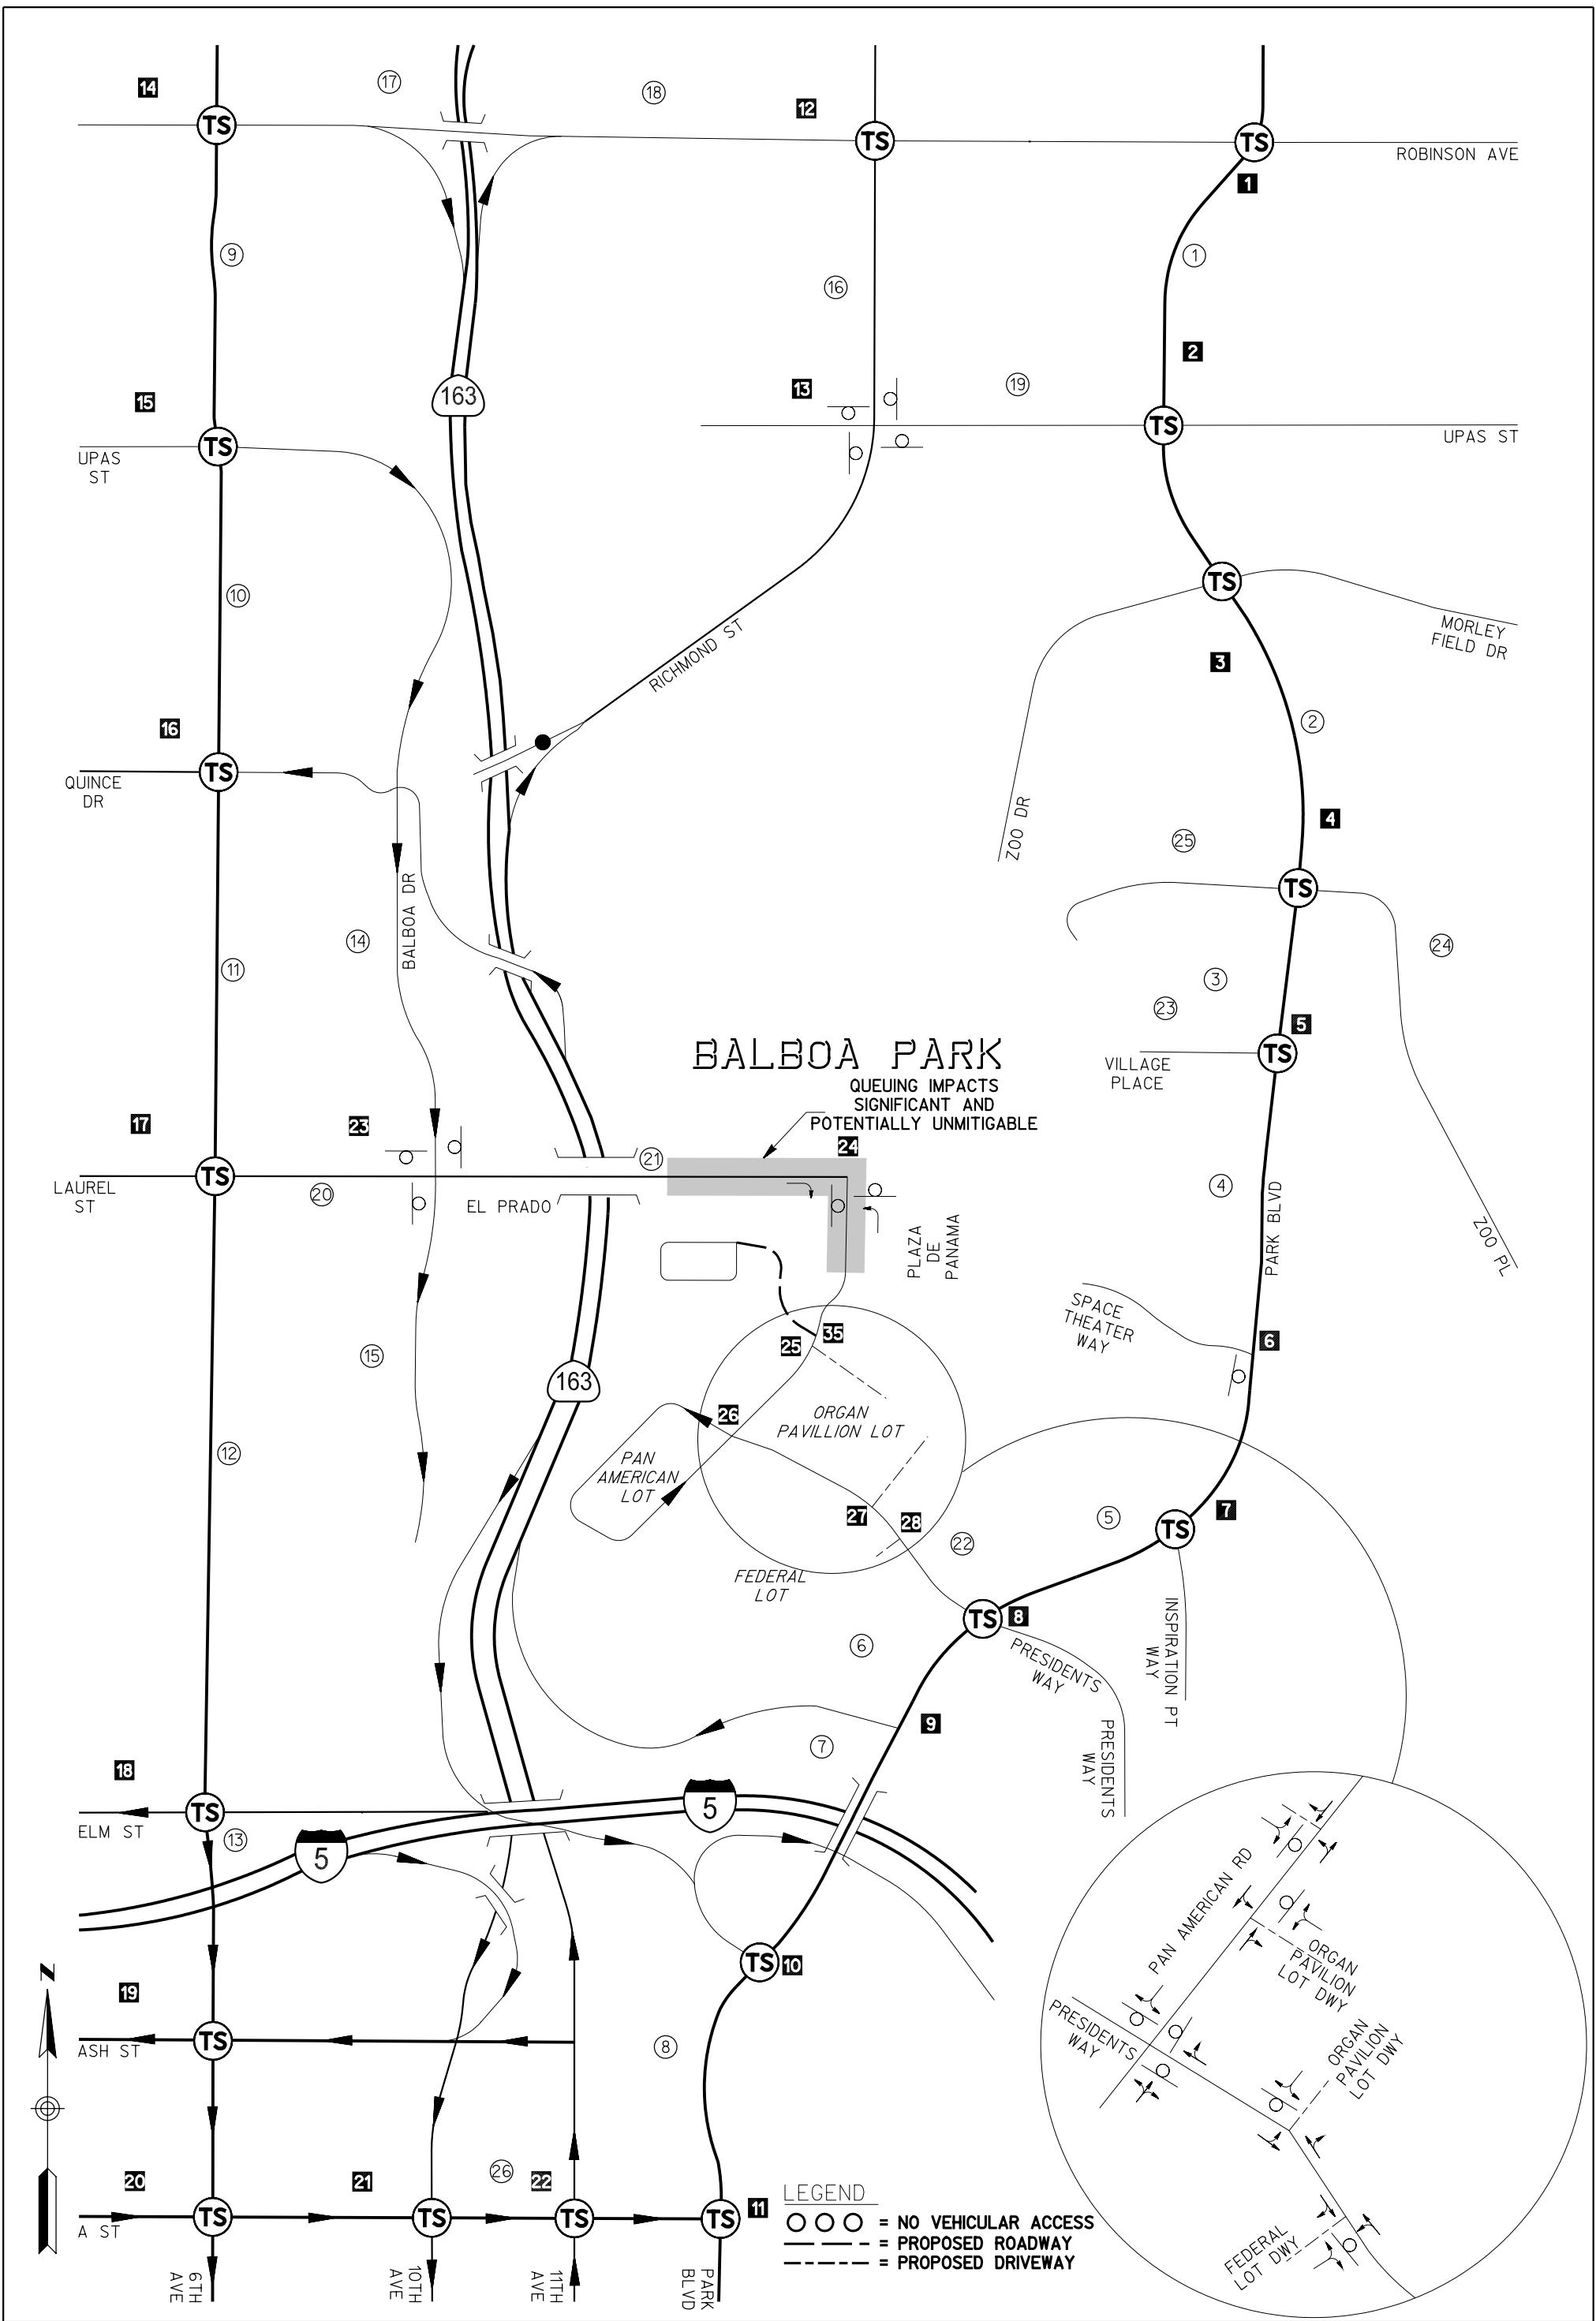 14
17
18
12
TS
TS
TS
ROBINSON AVE
1
9
1
16
2
163
13
19
15
TS
TS
UPAS
ST
UPAS ST
10
TS
MORLEY
FIELD DR
RICHMOND ST
3
2
16
TS
QUINCE
DR
ZOO DR
4
25
TS
BALBOA DR
14
11
24
3
23
5
BALBOA PARK
TS
VILLAGE
PLACE
QUEUING IMPACTS
SIGNIFICANT AND
POTENTIALLY UNMITIGABLE
17
23
24
21
TS
LAUREL
ST
20
EL PRADO
4
PARK BLVD
PLAZA
DE
PANAMA
ZOO PL
SPACE
THEATER
WAY
6
35
25
15
163
26
ORGAN
PAVILLION LOT
12
PAN
AMERICAN
LOT
27
28
22
5
7
TS
FEDERAL
LOT
TS
8
6
PRESIDENTS
WAY
INSPIRATION PT
WAY
9
7
PRESIDENTS
WAY
18
TS
ELM ST
13
5
5
PAN AMERICAN RD
ORGAN
PAVILION
LOT DWY
TS
10
N
19
TS
ASH ST
8
PRESIDENTS
WAY
ORGAN
PAVILION
LOT DWY
20
21
26
22
TS
TS
TS
TS
11
A ST
LEGEND
= NO VEHICULAR ACCESS
= PROPOSED ROADWAY
= PROPOSED DRIVEWAY
FEDERAL
LOT DWY
6TH
AVE
10TH
AVE
11TH
AVE
PARK
BLVD